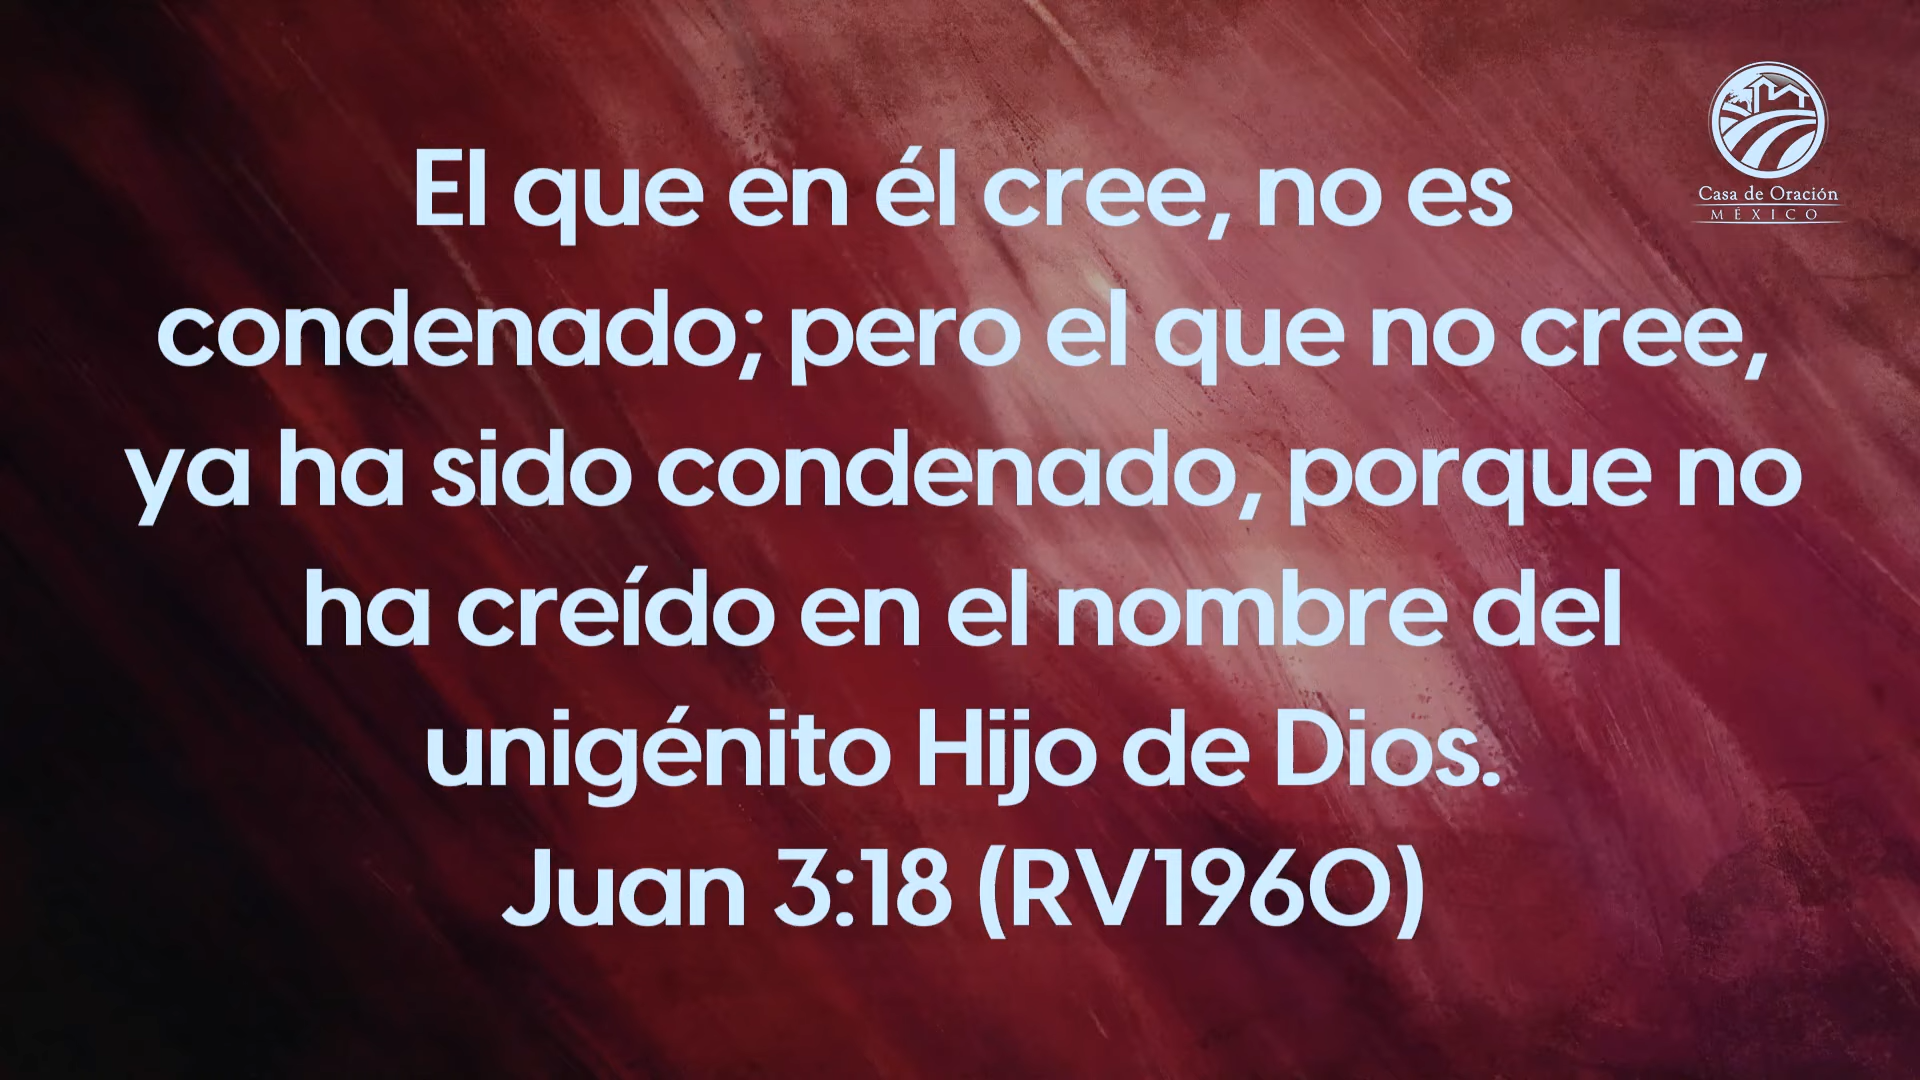 Casa de Oración
MÉXICO
El que en él cree, no es
condenado; pero el que no cree,
ya ha sido condenado, porque no
ha creído en el nombre del
unigénito Hijo de Dios.
Juan 3:18 (RV1960)